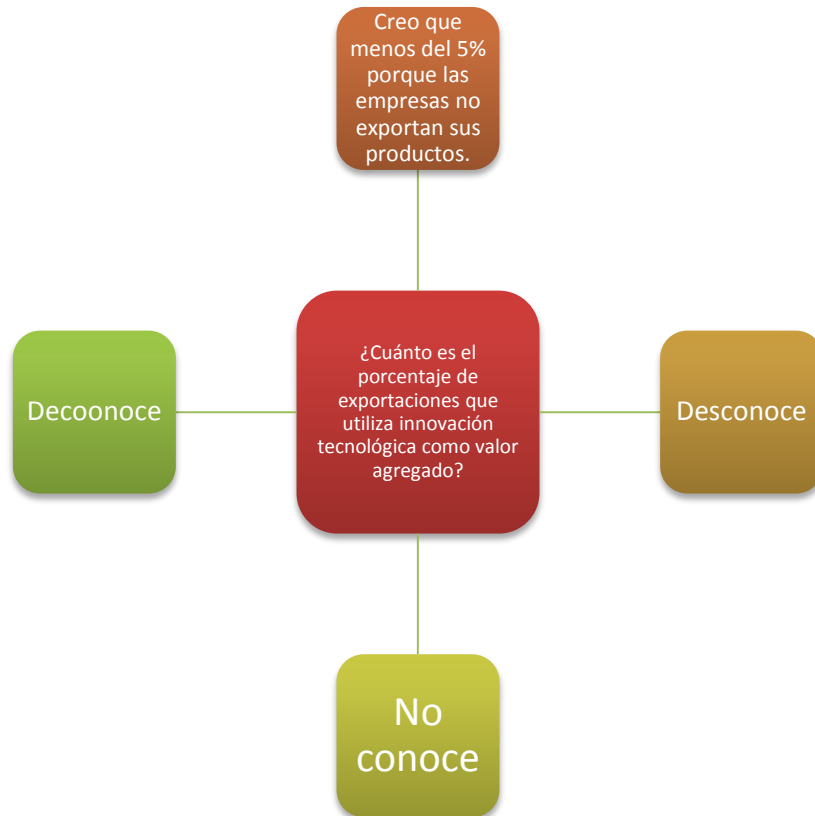 Creo que
menos del 5%
porque las
empresas no
exportan sus
productos.
¿Cuánto es el
porcentaje de
exportaciones que
utiliza innovación
tecnológica como valor
agregado?
Decoonoce
Desconoce
No
conoce